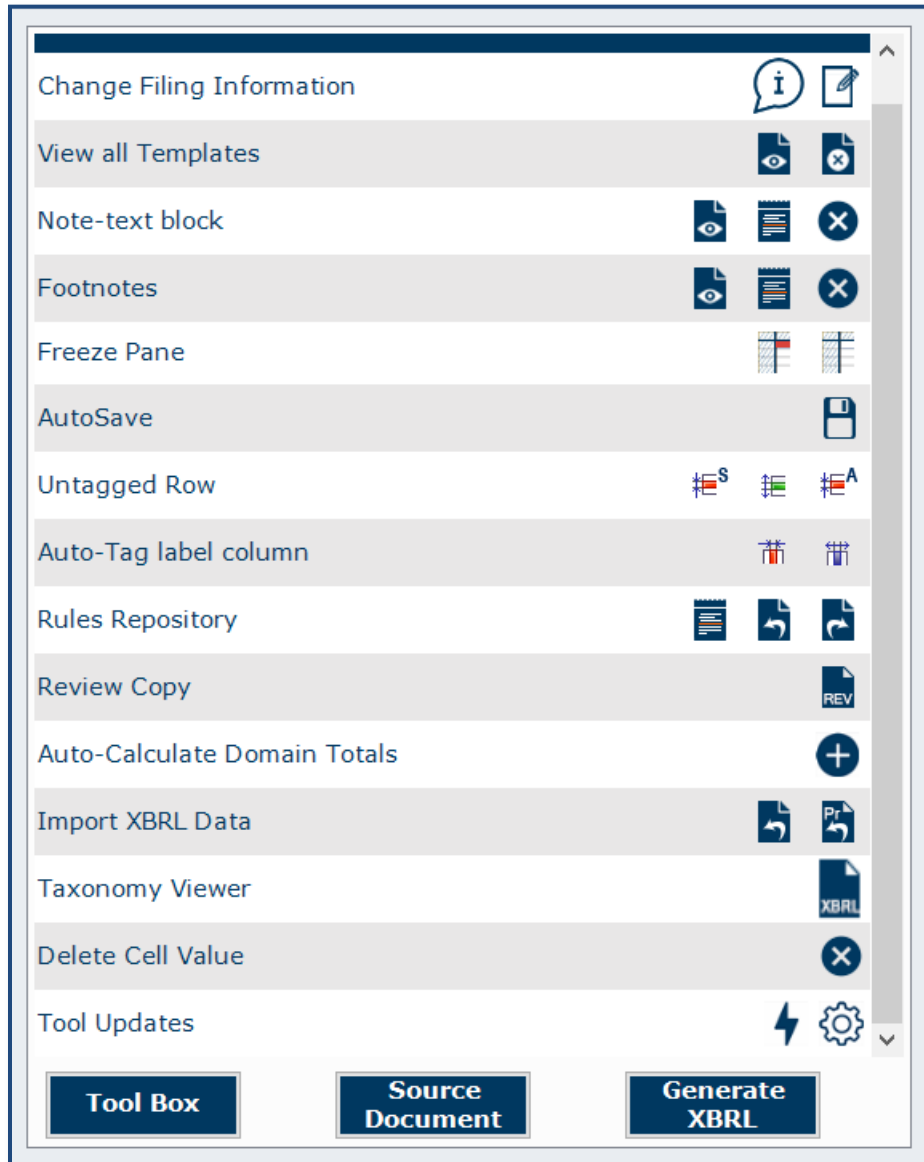 Change Filing Information i
View all Templates
Note-text block
Footnotes
Freeze Pane
AutoSave
Untagged Row S A
Auto-Tag label column
Rules Repository
Review Copy REV
Auto-Calculate Domain Totals
Import XBRL Data Pr
Taxonomy Viewer XBRL
Delete Cell Value
Tool Updates
Tool Box
Source
Document
Generate
XBRL